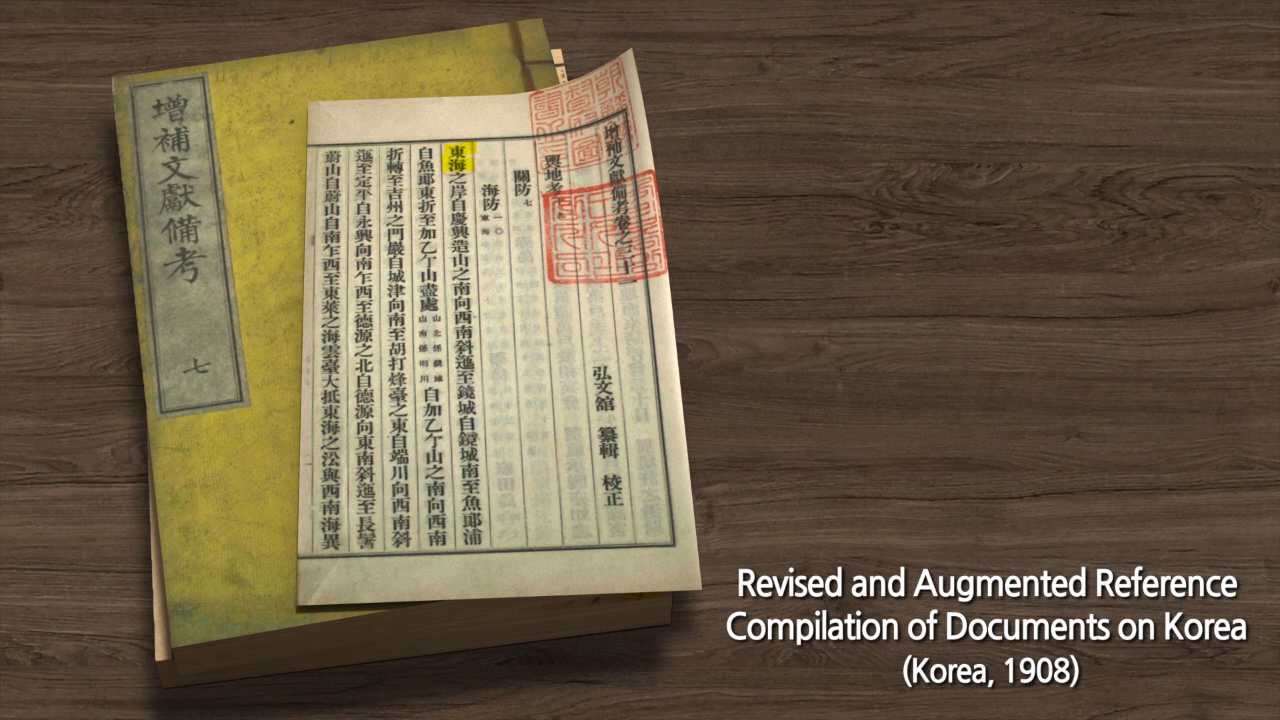 增補文獻備考
七
增補文獻備考卷之三十一
弘文舘 纂輯 校正
輿地考
關防七
海防一〇
東海
東海之岸自慶興造山之南向西南斜迤至鏡城自鏡城南至魚郎浦
自魚郎東折至加乙亇山盡處山北係鏡城山南係明川自加乙亇山之南向西南
折轉至吉州之門巖自城津向南至胡打烽臺之東自端川向西南斜
迤至定平自永興向南乍西至德源之北自德源向東南斜迤至長鬐
蔚山自蔚山自南乍西至東萊之海雲臺大抵東海之㳂與西南海異
Revised and Augmented Reference
Compilation of Documents on Korea
(Korea, 1908)